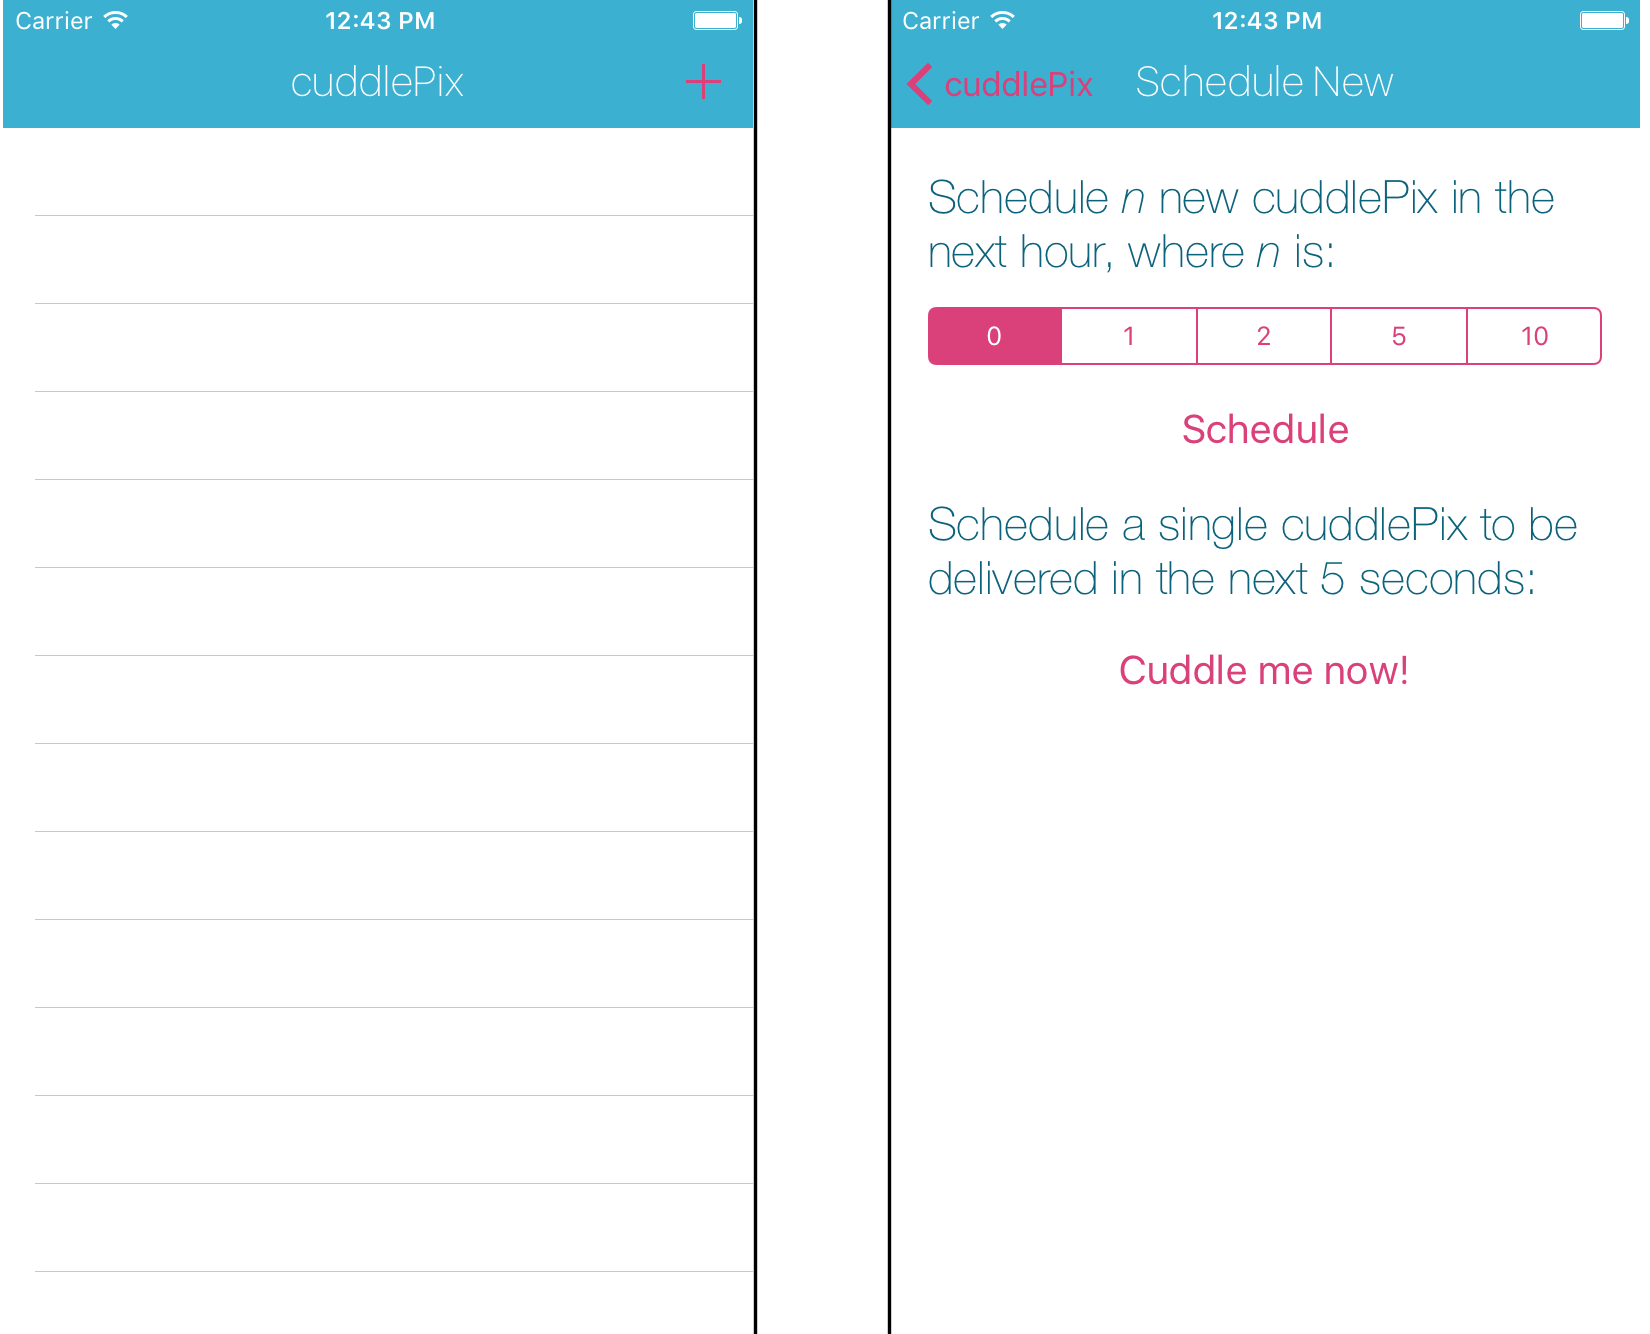 Carrier 12:43 PM
cuddlePix +
Carrier 12:43 PM
cuddlePix Schedule New
Schedule n new cuddlePix in the
next hour, where n is:
0 1 2 5 10
Schedule
Schedule a single cuddlePix to be
delivered in the next 5 seconds:
Cuddle me now!